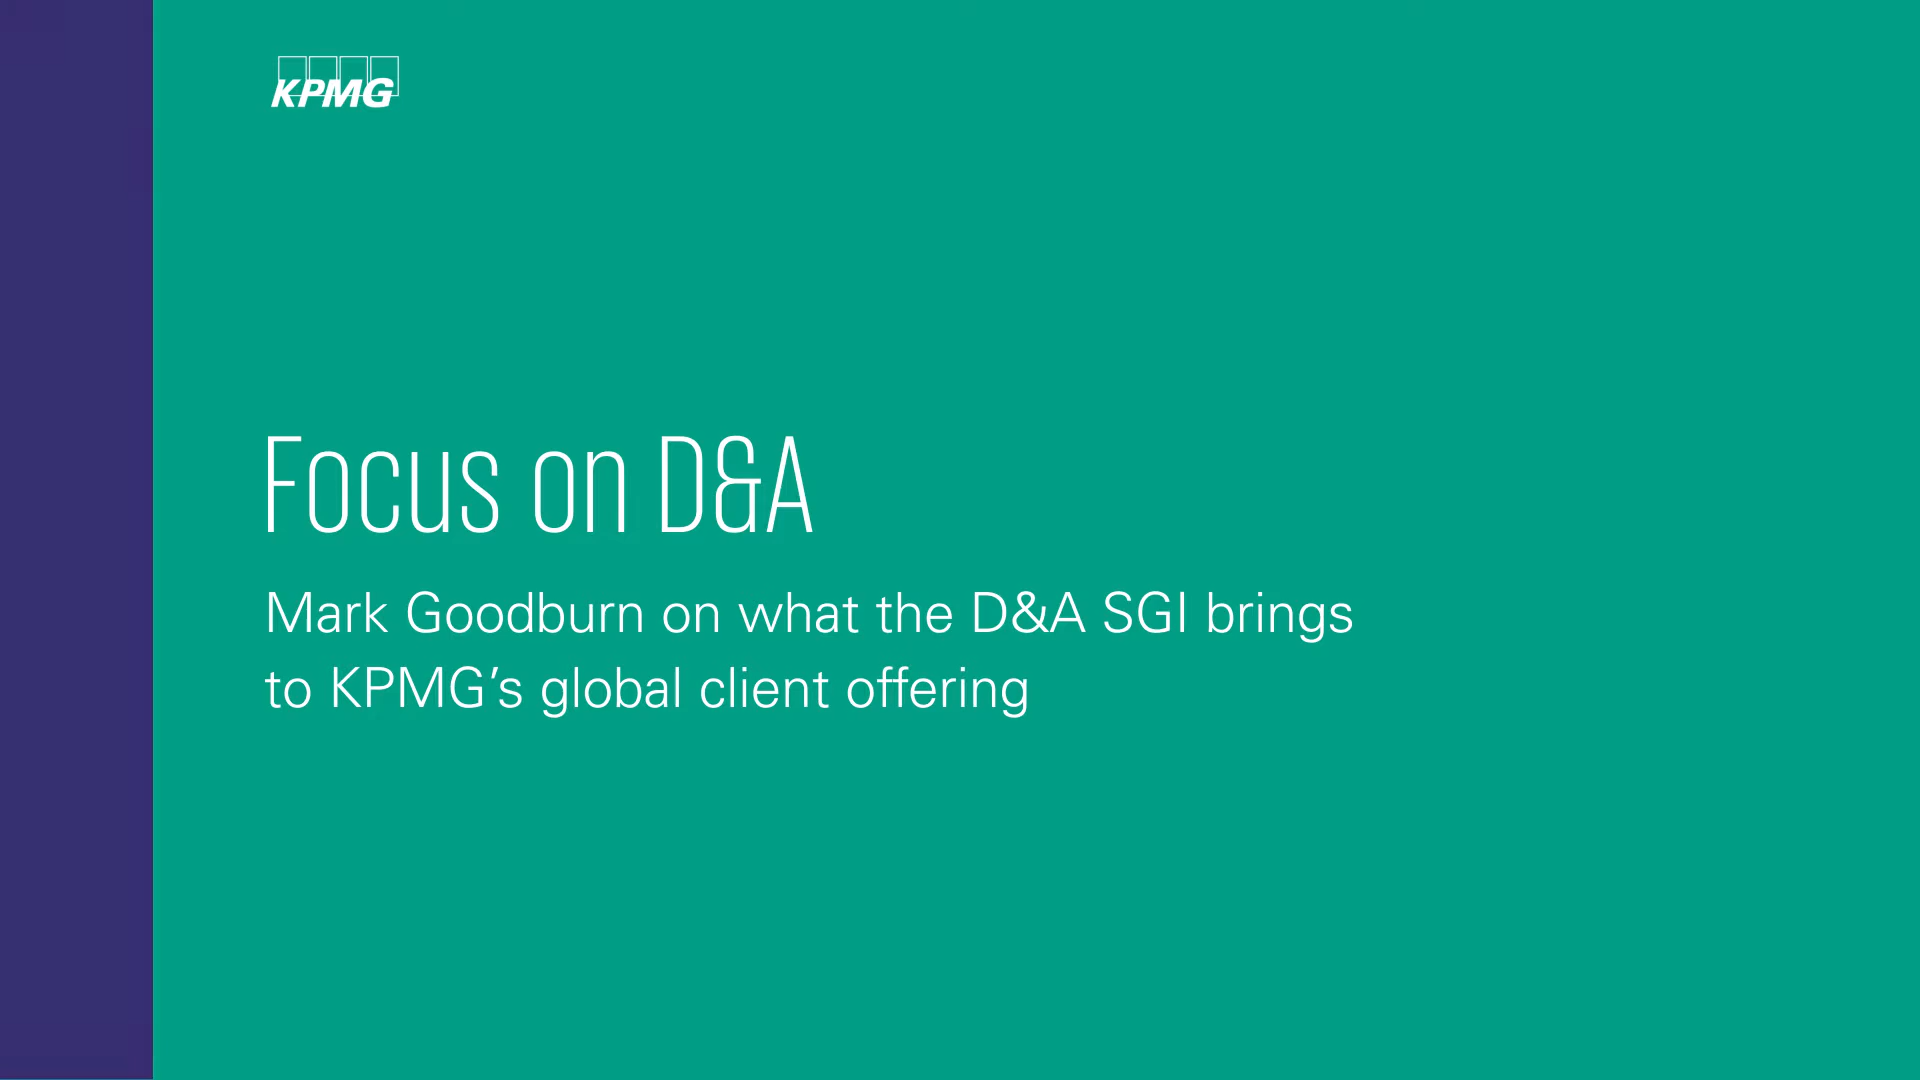 KPMG
Focus on D&A
Mark Goodburn on what the D&A SGI brings
to KPMG’s global client offering